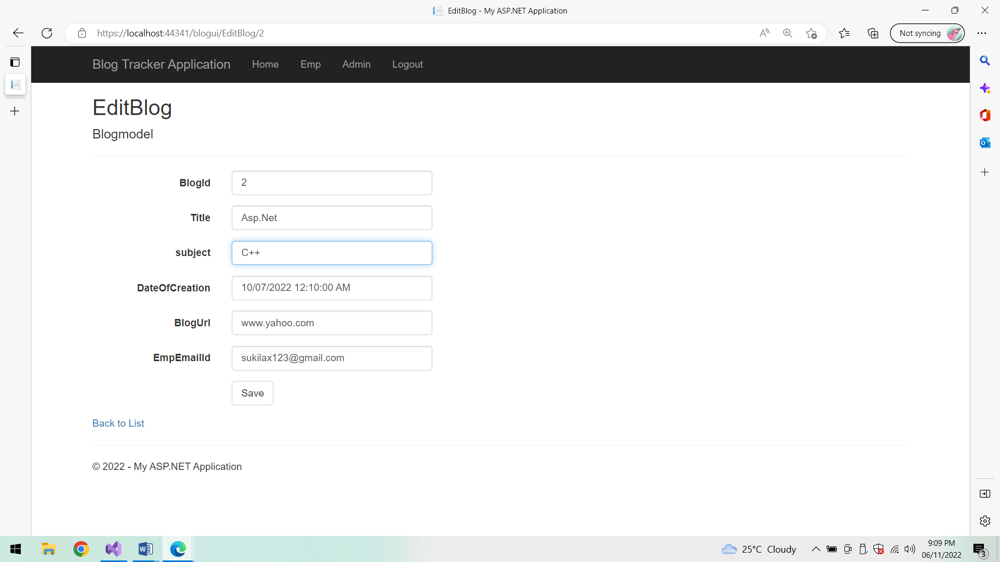 EditBlog - My ASP.NET Application
https://localhost:44341/blogui/EditBlog/2
Not syncing
Blog Tracker Application Home Emp Admin Logout
EditBlog
Blogmodel
BlogId 2
Title Asp.Net
subject C++
DateOfCreation 10/07/2022 12:10:00 AM
BlogUrl www.yahoo.com
EmpEmailId sukilax123@gmail.com
Save
Back to List
© 2022 - My ASP.NET Application
25°C Cloudy
9:09 PM
06/11/2022
3